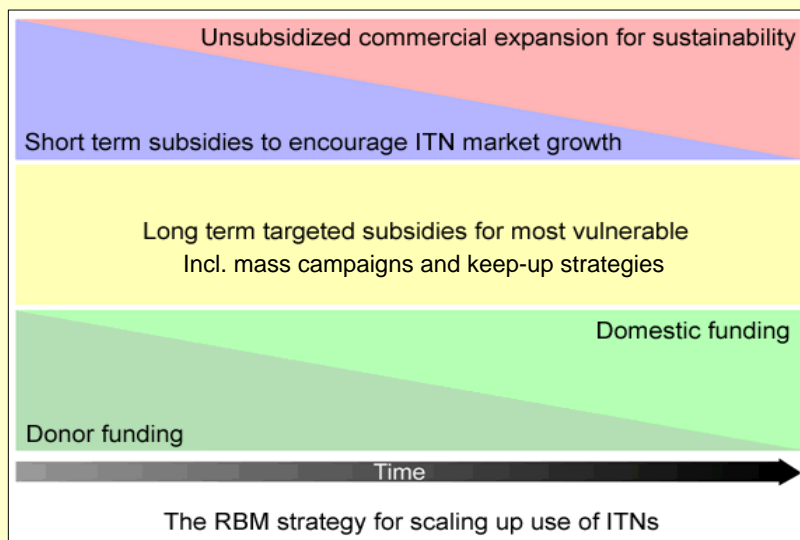 Unsubsidized commercial expansion for sustainability
Short term subsidies to encourage ITN market growth
Long term targeted subsidies for most vulnerable
Incl. mass campaigns and keep-up strategies
Domestic funding
Donor funding
Time
The RBM strategy for scaling up use of ITNs